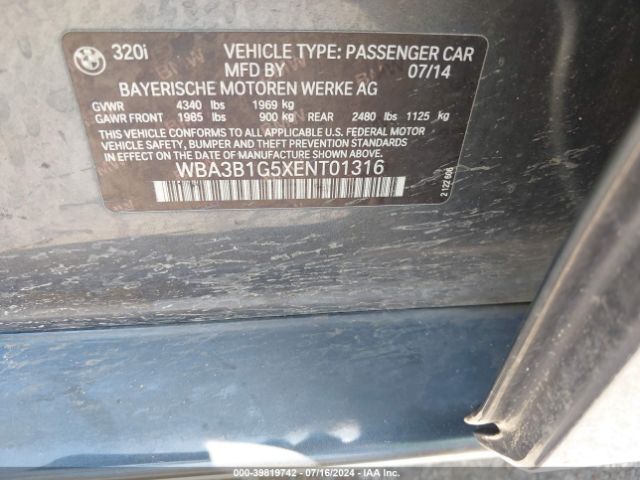 320i VEHICLE TYPE: PASSENGER CAR
MFD BY 07/14
BAYERISCHE MOTOREN WERKE AG
GVWR 4340 lbs 1969 kg
GAWR FRONT 1985 lbs 900 kg REAR 2480 lbs 1125 kg
THIS VEHICLE CONFORMS TO ALL APPLICABLE U.S. FEDERAL MOTOR
VEHICLE SAFETY, BUMPER AND THEFT PREVENTION STANDARDS IN
EFFECT ON THE DATE OF MANUFACTURE SHOWN ABOVE.
WBA3B1G5XENT01316
2 122 606
000-39819742 / 07/16/2024 - IAA Inc.